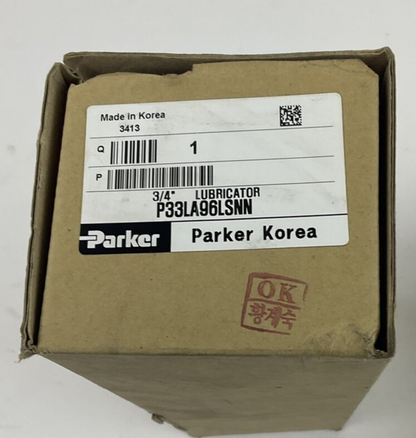 Made in Korea
3413
Q 1
P
3/4" LUBRICATOR
P33LA96LSNN
Parker Parker Korea
OK
황계숙